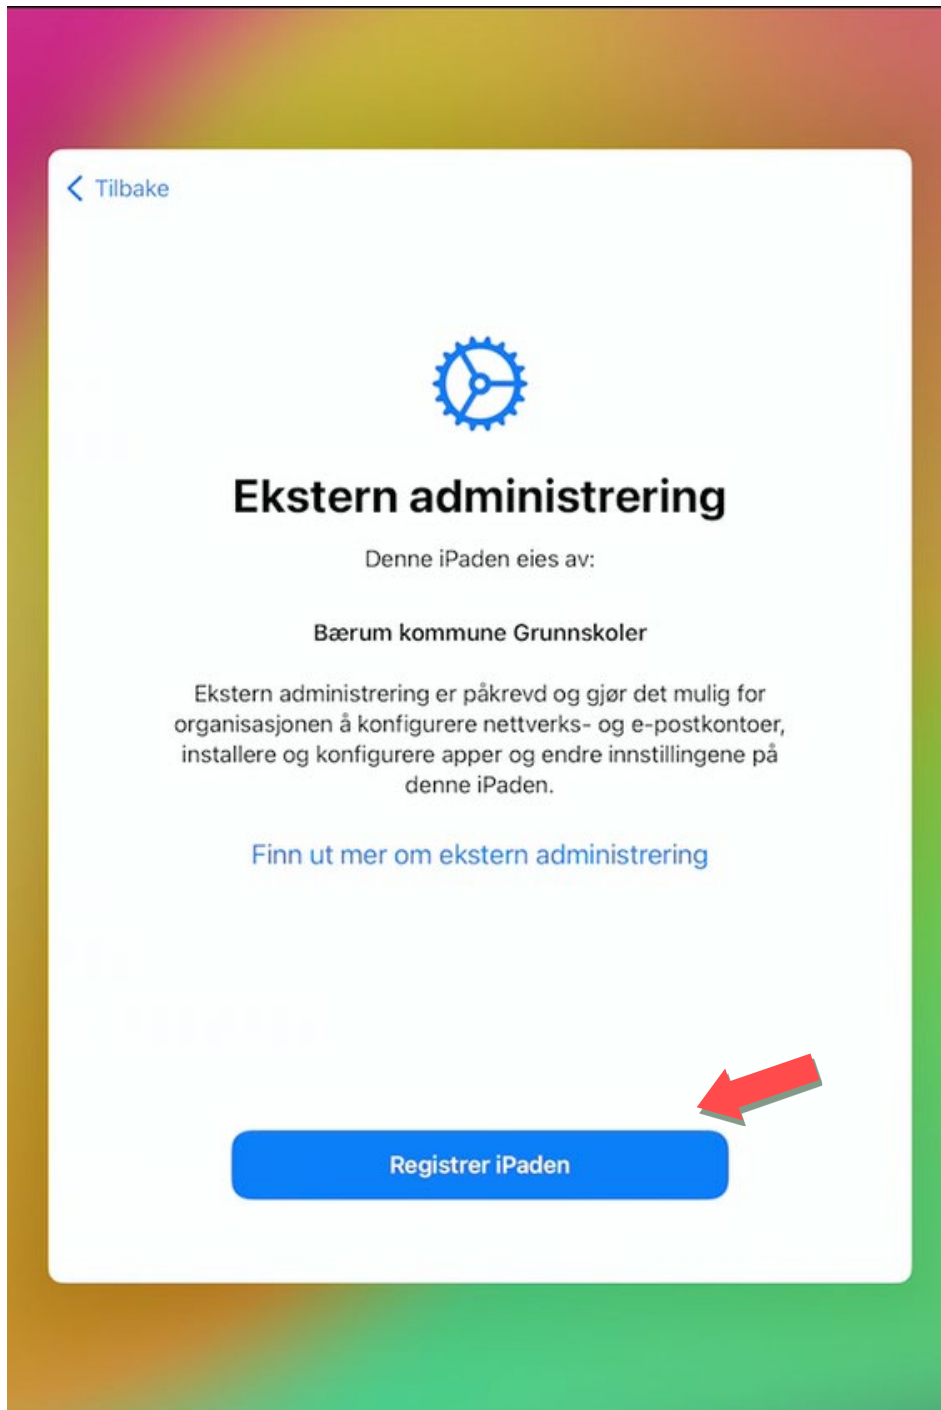 Tilbake
Ekstern administrering
Denne iPaden eies av:
Bærum kommune Grunnskoler
Ekstern administrering er påkrevd og gjør det mulig for
organisasjonen å konfigurere nettverks- og e-postkontoer,
installere og konfigurere apper og endre innstillingene på
denne iPaden.
Finn ut mer om ekstern administrering
Registrer iPaden